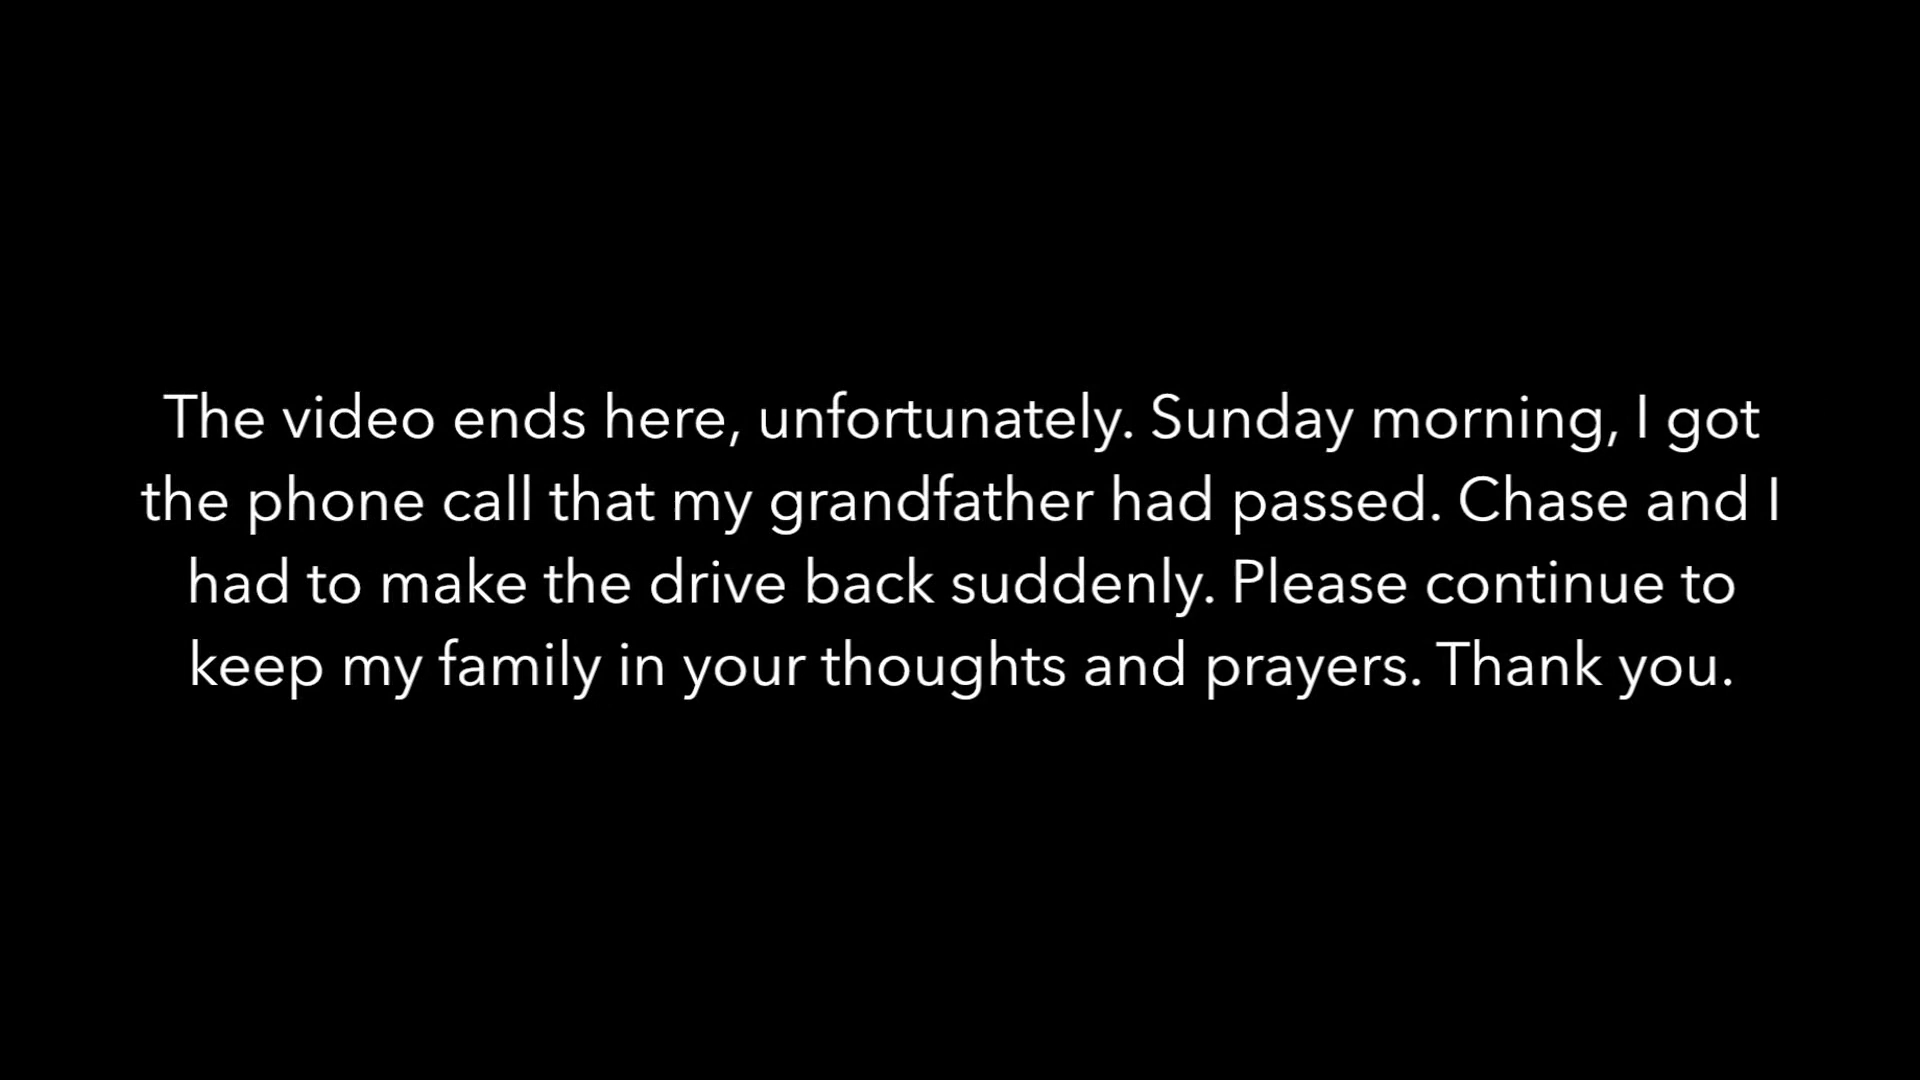 The video ends here, unfortunately. Sunday morning, I got
the phone call that my grandfather had passed. Chase and I
had to make the drive back suddenly. Please continue to
keep my family in your thoughts and prayers. Thank you.